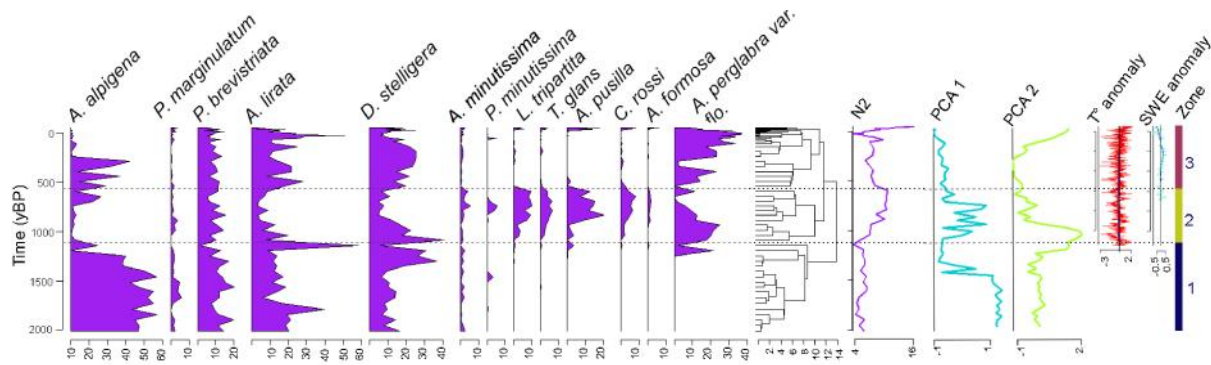 A. alpigena
P. marginulatum
P. brevistriata
A. lirata
D. stelligera
A. minutissima
P. minutissima
L. tripartita
T. glans
A. pusilla
C. rossi
A. formosa
A. perglabra var.
flo.
N2
PCA 1
PCA 2
T° anomaly
SWE anomaly
Zone
Time (yBP)
0
500
1000
1500
2000
3
2
1
10 20 30 40 50 60
10
10 20
10 20 30 40 50 60
10 20 30 40
10
10
10
10
10 20
10
10
10 20 30 40
2 4 6 8 10 12 14
4 16
-1 1
-1 2
-3 2
-0.5 0.5